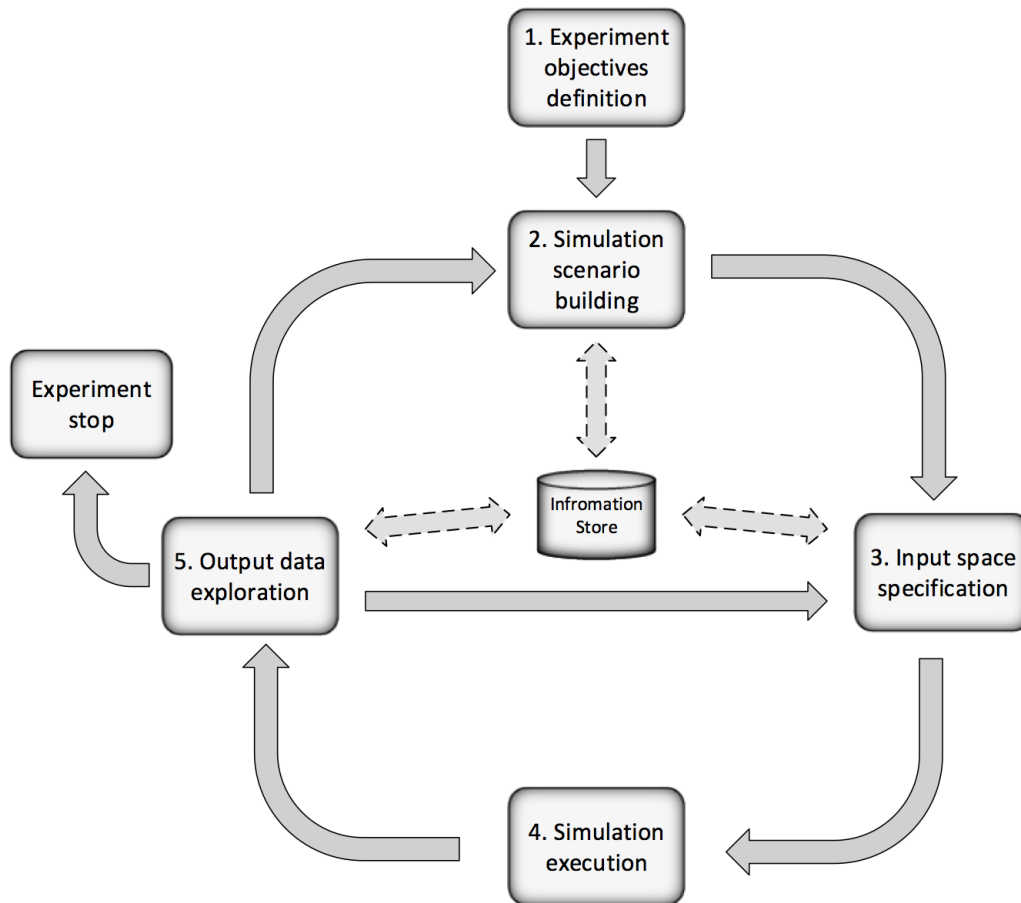 1. Experiment
objectives
definition
2. Simulation
scenario
building
Experiment
stop
Infromation
Store
5. Output data
exploration
3. Input space
specification
4. Simulation
execution